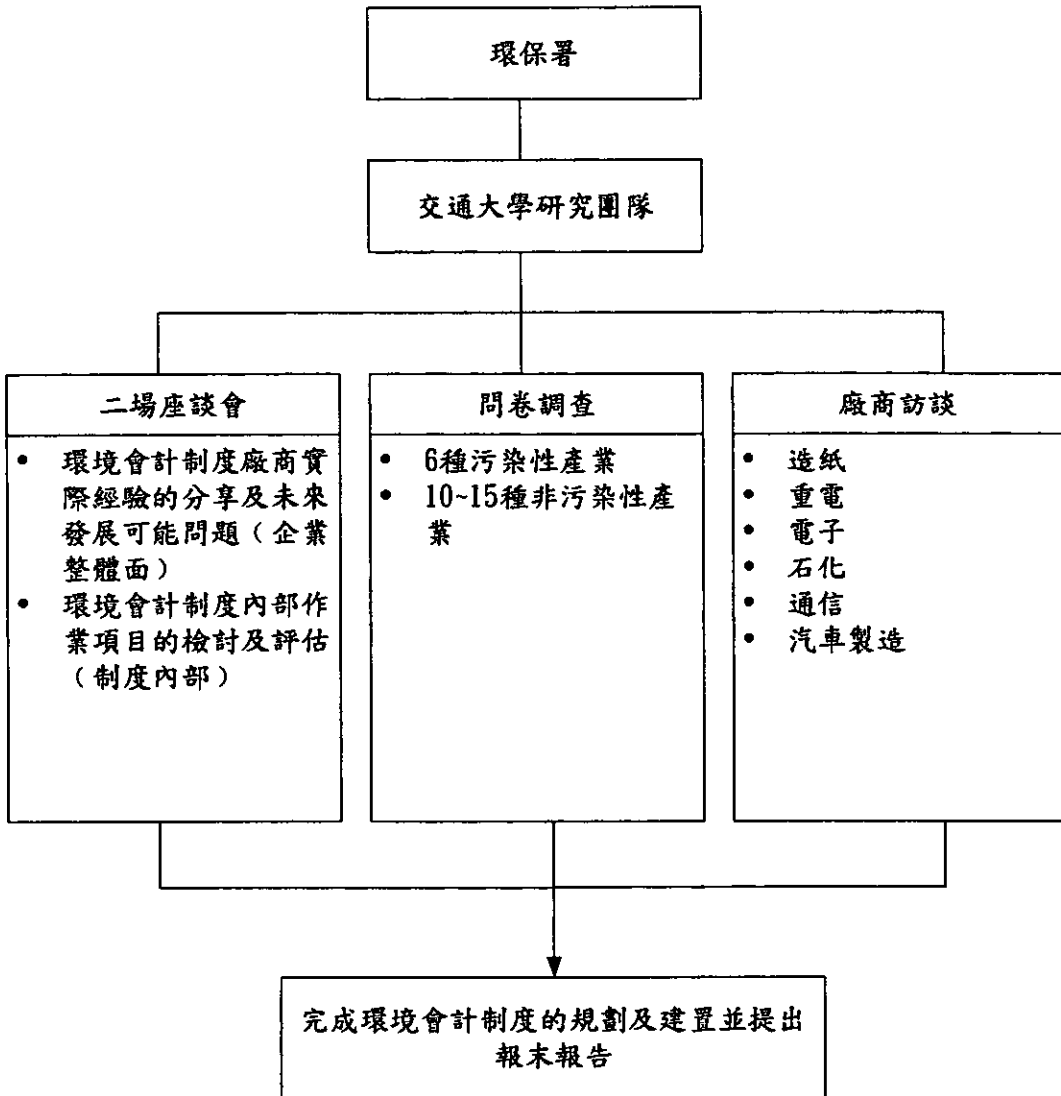 環保署
交通大學研究團隊
二場座談會
• 環境會計制度廠商實
際經驗的分享及未來
發展可能問題（企業
整體面）
• 環境會計制度內部作
業項目的檢討及評估
（制度內部）
問卷調查
• 6種污染性產業
• 10~15種非污染性產
業
廠商訪談
• 造紙
• 重電
• 電子
• 石化
• 通信
• 汽車製造
完成環境會計制度的規劃及建置並提出
報末報告